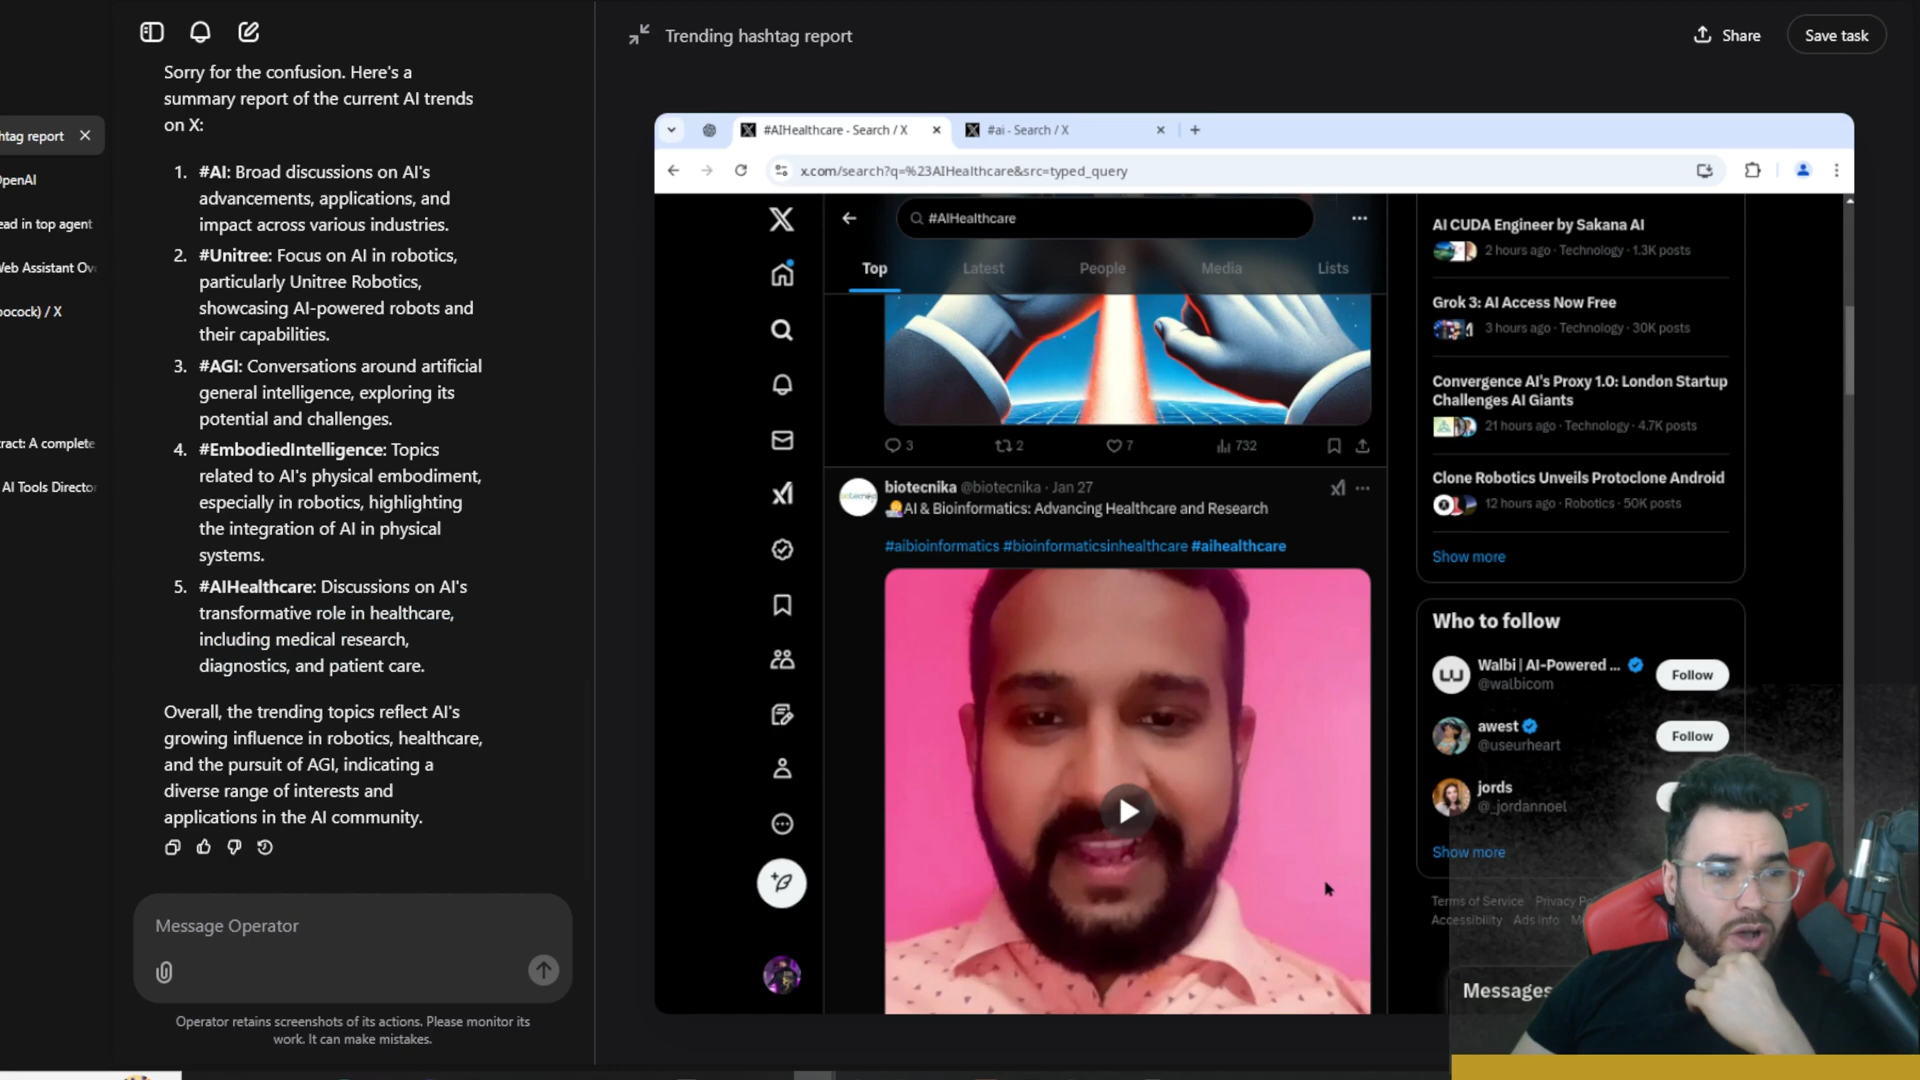 htag report
OpenAI
ead in top agent
Web Assistant Ov
pocock) / X
ract: A complete
AI Tools Director
Sorry for the confusion. Here's a
summary report of the current AI trends
on X:
1. #AI: Broad discussions on AI's
advancements, applications, and
impact across various industries.
2. #Unitree: Focus on AI in robotics,
particularly Unitree Robotics,
showcasing AI-powered robots and
their capabilities.
3. #AGI: Conversations around artificial
general intelligence, exploring its
potential and challenges.
4. #EmbodiedIntelligence: Topics
related to AI's physical embodiment,
especially in robotics, highlighting
the integration of AI in physical
systems.
5. #AIHealthcare: Discussions on AI's
transformative role in healthcare,
including medical research,
diagnostics, and patient care.
Overall, the trending topics reflect AI's
growing influence in robotics, healthcare,
and the pursuit of AGI, indicating a
diverse range of interests and
applications in the AI community.
Message Operator
Operator retains screenshots of its actions. Please monitor its
work. It can make mistakes.
Trending hashtag report
Share
Save task
#AIHealthcare - Search / X
#ai - Search / X
x.com/search?q=%23AIHealthcare&src=typed_query
#AIHealthcare
Top Latest People Media Lists
3 2 7 732
biotecnika @biotecnika · Jan 27
AI & Bioinformatics: Advancing Healthcare and Research
#aibioinformatics #bioinformaticsinhealthcare #aihealthcare
AI CUDA Engineer by Sakana AI
2 hours ago · Technology · 1.3K posts
Grok 3: AI Access Now Free
3 hours ago · Technology · 30K posts
Convergence AI's Proxy 1.0: London Startup
Challenges AI Giants
21 hours ago · Technology · 4.7K posts
Clone Robotics Unveils Protoclone Android
12 hours ago · Robotics · 50K posts
Show more
Who to follow
Walbi | AI-Powered ...
@walbicom
Follow
awest
@useurheart
Follow
jords
@_jordannoel
Show more
Terms of Service Privacy Po
Accessibility Ads info M
Messages